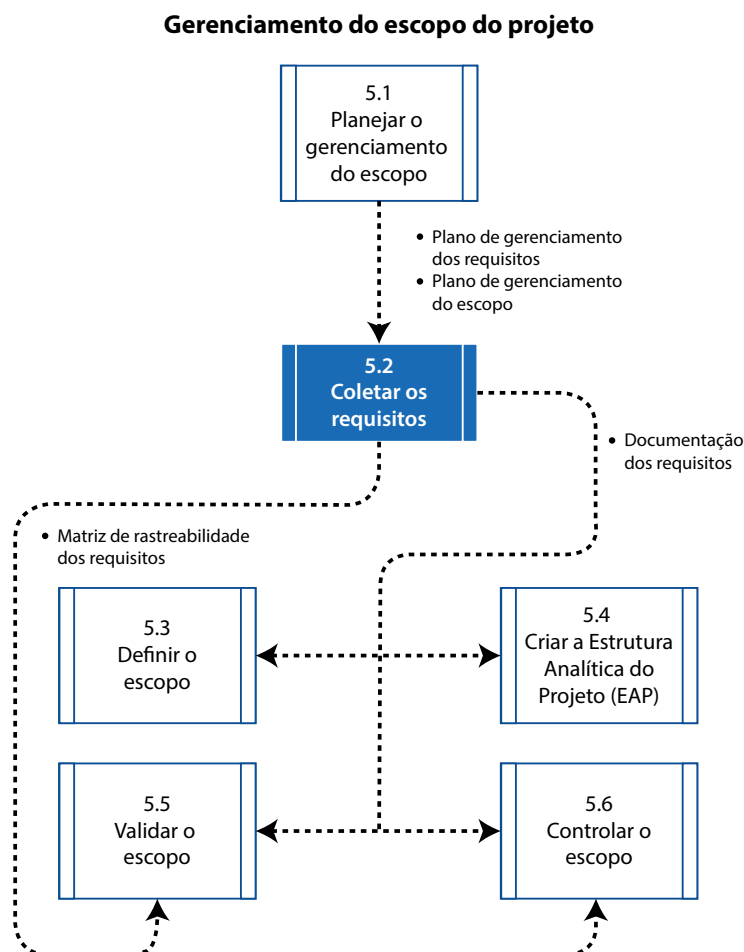 Gerenciamento do escopo do projeto
5.1
Planejar o
gerenciamento
do escopo
• Plano de gerenciamento
dos requisitos
• Plano de gerenciamento
do escopo
5.2
Coletar os
requisitos
• Documentação
dos requisitos
• Matriz de rastreabilidade
dos requisitos
5.3
Definir o
escopo
5.4
Criar a Estrutura
Analítica do
Projeto (EAP)
5.5
Validar o
escopo
5.6
Controlar o
escopo